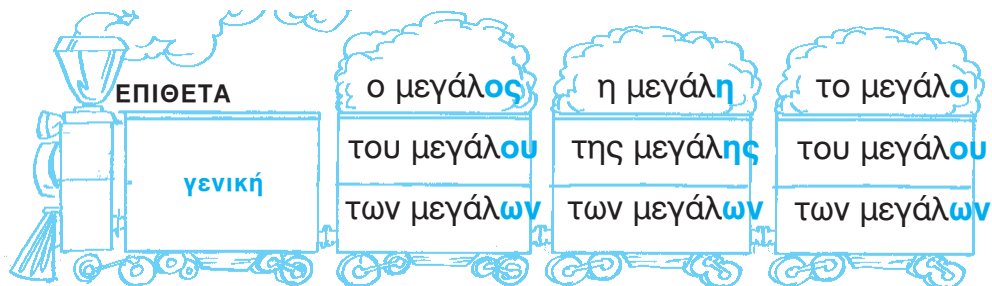 ΕΠΙΘΕΤΑ
ο μεγάλος η μεγάλη το μεγάλο
γενική
του μεγάλου της μεγάλης του μεγάλου
των μεγάλων των μεγάλων των μεγάλων